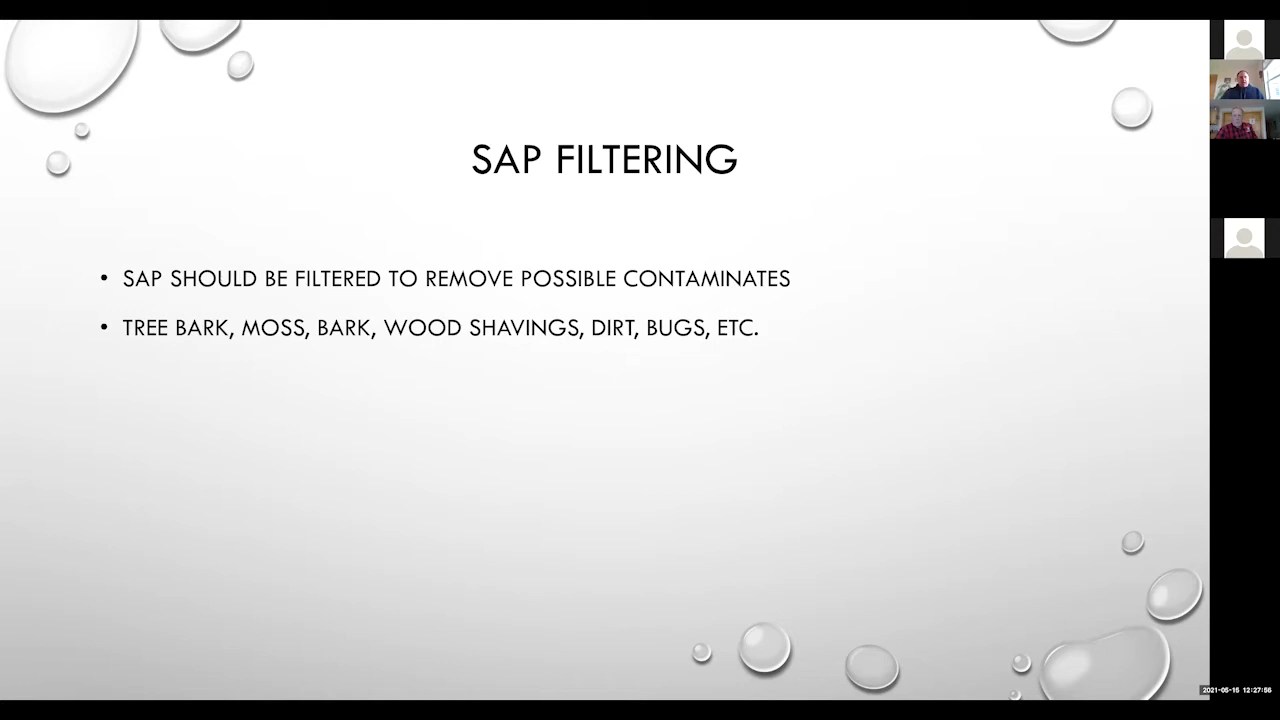 SAP FILTERING
• SAP SHOULD BE FILTERED TO REMOVE POSSIBLE CONTAMINATES
• TREE BARK, MOSS, BARK, WOOD SHAVINGS, DIRT, BUGS, ETC.
2021-05-15 12:27:56